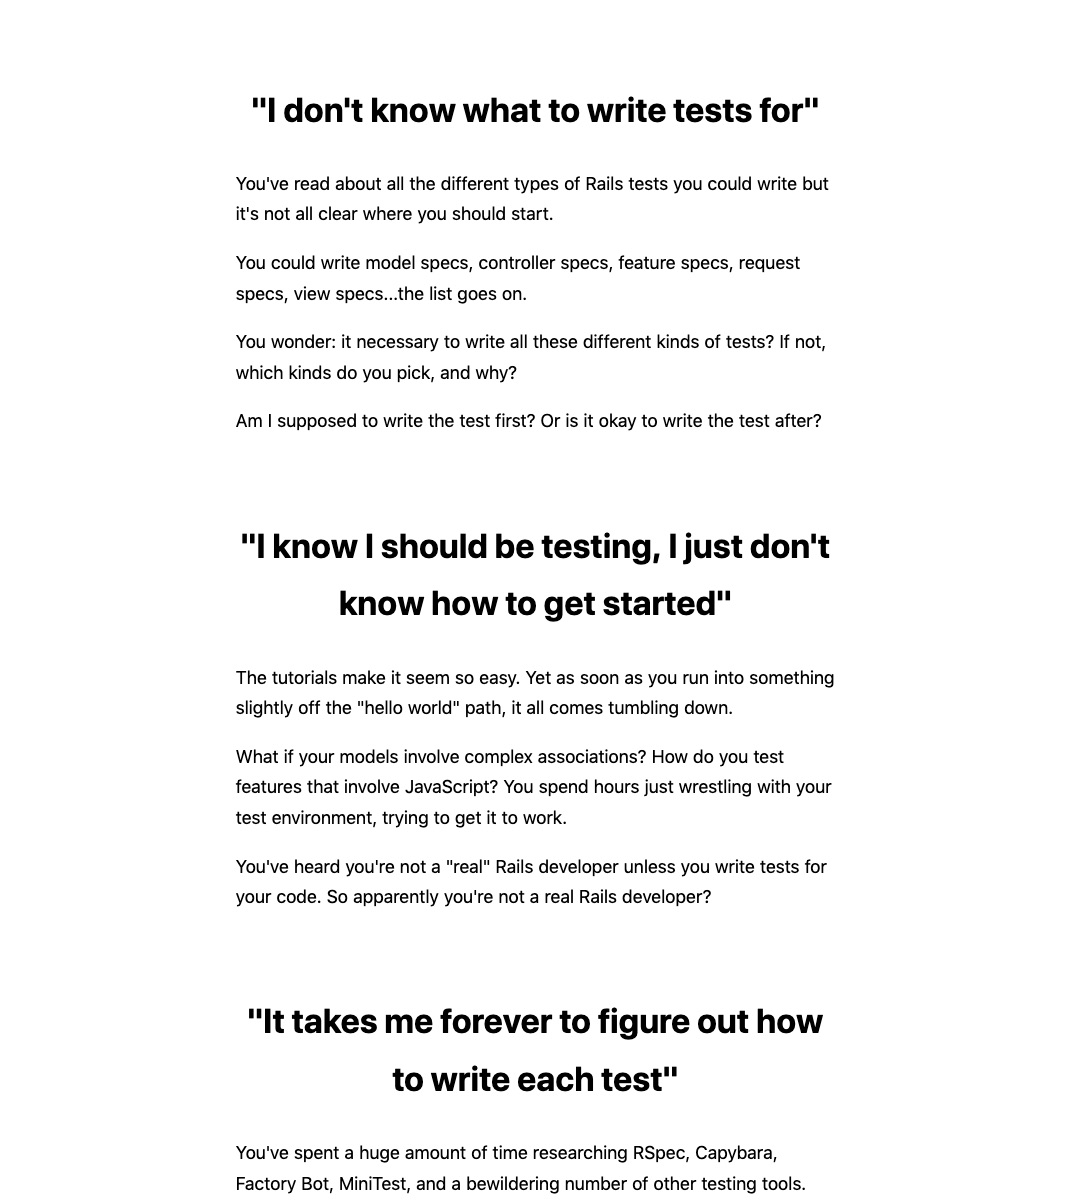 "I don't know what to write tests for"
You've read about all the different types of Rails tests you could write but
it's not all clear where you should start.
You could write model specs, controller specs, feature specs, request
specs, view specs...the list goes on.
You wonder: it necessary to write all these different kinds of tests? If not,
which kinds do you pick, and why?
Am I supposed to write the test first? Or is it okay to write the test after?
"I know I should be testing, I just don't
know how to get started"
The tutorials make it seem so easy. Yet as soon as you run into something
slightly off the "hello world" path, it all comes tumbling down.
What if your models involve complex associations? How do you test
features that involve JavaScript? You spend hours just wrestling with your
test environment, trying to get it to work.
You've heard you're not a "real" Rails developer unless you write tests for
your code. So apparently you're not a real Rails developer?
"It takes me forever to figure out how
to write each test"
You've spent a huge amount of time researching RSpec, Capybara,
Factory Bot, MiniTest, and a bewildering number of other testing tools.